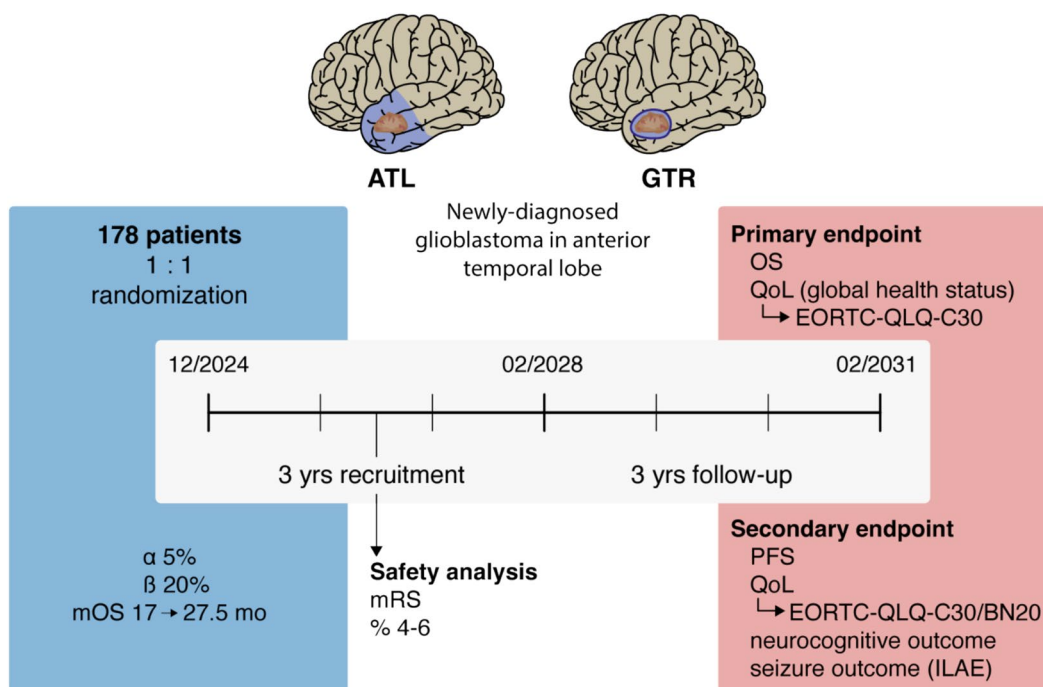 ATL
GTR
Newly-diagnosed
glioblastoma in anterior
temporal lobe
178 patients
1 : 1
randomization
Primary endpoint
OS
QoL (global health status)
↳ EORTC-QLQ-C30
12/2024
02/2028
02/2031
3 yrs recruitment
3 yrs follow-up
α 5%
ß 20%
mOS 17 → 27.5 mo
Safety analysis
mRS
% 4-6
Secondary endpoint
PFS
QoL
↳ EORTC-QLQ-C30/BN20
neurocognitive outcome
seizure outcome (ILAE)